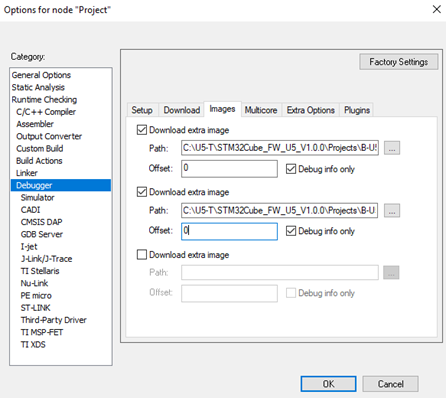 Options for node "Project"
Category:
General Options
Static Analysis
Runtime Checking
C/C++ Compiler
Assembler
Output Converter
Custom Build
Build Actions
Linker
Debugger
Simulator
CADI
CMSIS DAP
GDB Server
I-jet
J-Link/J-Trace
TI Stellaris
Nu-Link
PE micro
ST-LINK
Third-Party Driver
TI MSP-FET
TI XDS
Factory Settings
Setup Download Images Multicore Extra Options Plugins
Download extra image
Path: C:\U5-T\STM32Cube_FW_U5_V1.0.0\Projects\B-U5 ...
Offset: 0 Debug info only
Download extra image
Path: C:\U5-T\STM32Cube_FW_U5_V1.0.0\Projects\B-U ...
Offset: 0 Debug info only
Download extra image
Path: ...
Offset: Debug info only
OK Cancel